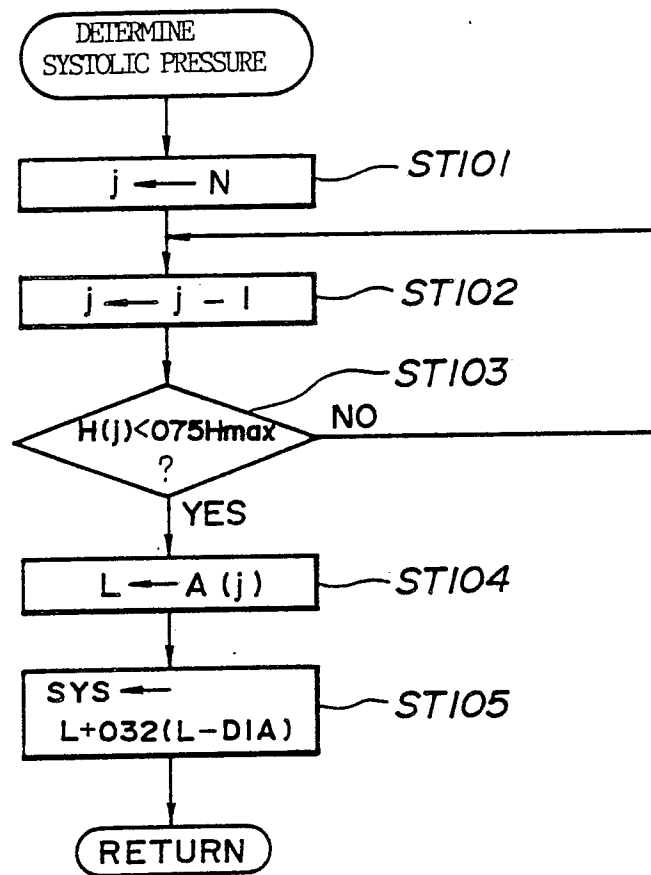 DETERMINE
SYSTOLIC PRESSURE
j ← N
ST101
j ← j - 1
ST102
ST103
H(j)<075Hmax
?
NO
YES
L ← A (j)
ST104
SYS ←
L+032(L-DIA)
ST105
RETURN